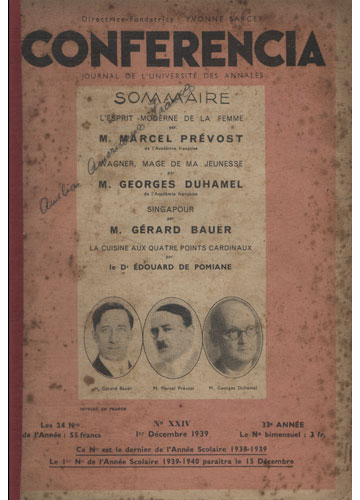 Directrice-Fondatrice : YVONNE SARCEY
CONFERENCIA
JOURNAL DE L'UNIVERSITÉ DES ANNALES
SOMMAIRE
L'ESPRIT MODERNE DE LA FEMME
par
M. MARCEL PRÉVOST
de l'Académie française
WAGNER, MAGE DE MA JEUNESSE
par
M. GEORGES DUHAMEL
de l'Académie française
SINGAPOUR
par
M. GÉRARD BAUER
LA CUISINE AUX QUATRE POINTS CARDINAUX
par
le Dr ÉDOUARD DE POMIANE
M. Gérard Bauer
M. Marcel Prévost
M. Georges Duhamel
IMPRIMÉ EN FRANCE
Les 24 Nos
de l'Année : 55 francs
No XXIV
1er Décembre 1939
33e ANNÉE
Le No bimensuel : 3 fr.
Ce No est le dernier de l'Année Scolaire 1938-1939
Le 1er No de l'Année Scolaire 1939-1940 paraîtra le 15 Décembre